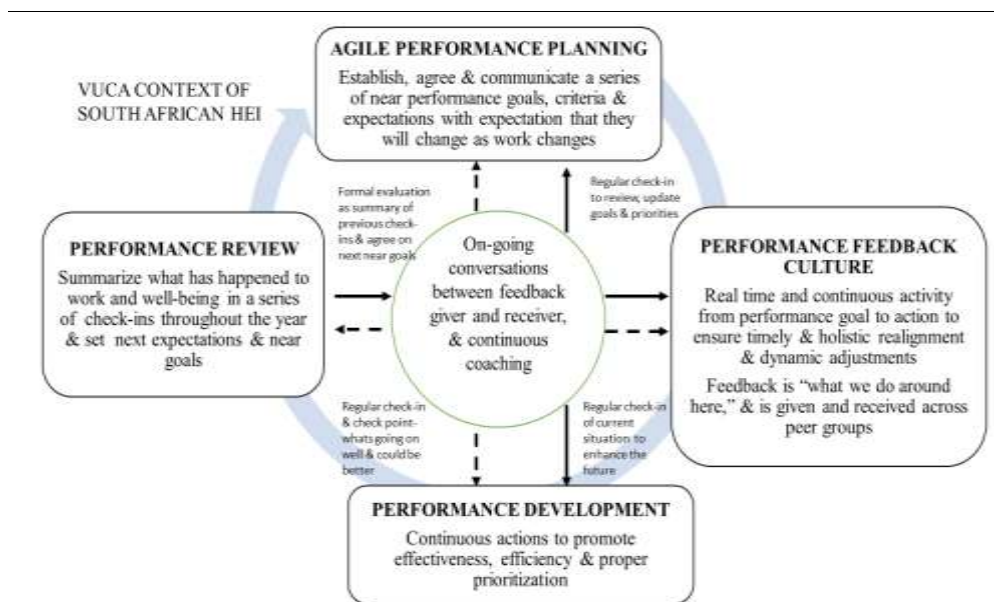 AGILE PERFORMANCE PLANNING
Establish, agree & communicate a series
of near performance goals, criteria &
expectations with expectation that they
will change as work changes
VUCA CONTEXT OF
SOUTH AFRICAN HEI
Formal evaluation
as summary of
previous check-
ins & agree on
next near goals
Regular check-in
to review, update
goals & priorities
PERFORMANCE REVIEW
Summarize what has happened to
work and well-being in a series
of check-ins throughout the year
& set next expectations & near
goals
On-going
conversations
between feedback
giver and receiver,
& continuous
coaching
PERFORMANCE FEEDBACK
CULTURE
Real time and continuous activity
from performance goal to action to
ensure timely & holistic realignment
& dynamic adjustments
Feedback is “what we do around
here,” & is given and received across
peer groups
Regular check-in
& check point-
whats going on
well & could be
better
Regular check-in
of current
situation to
enhance the
future
PERFORMANCE DEVELOPMENT
Continuous actions to promote
effectiveness, efficiency & proper
prioritization